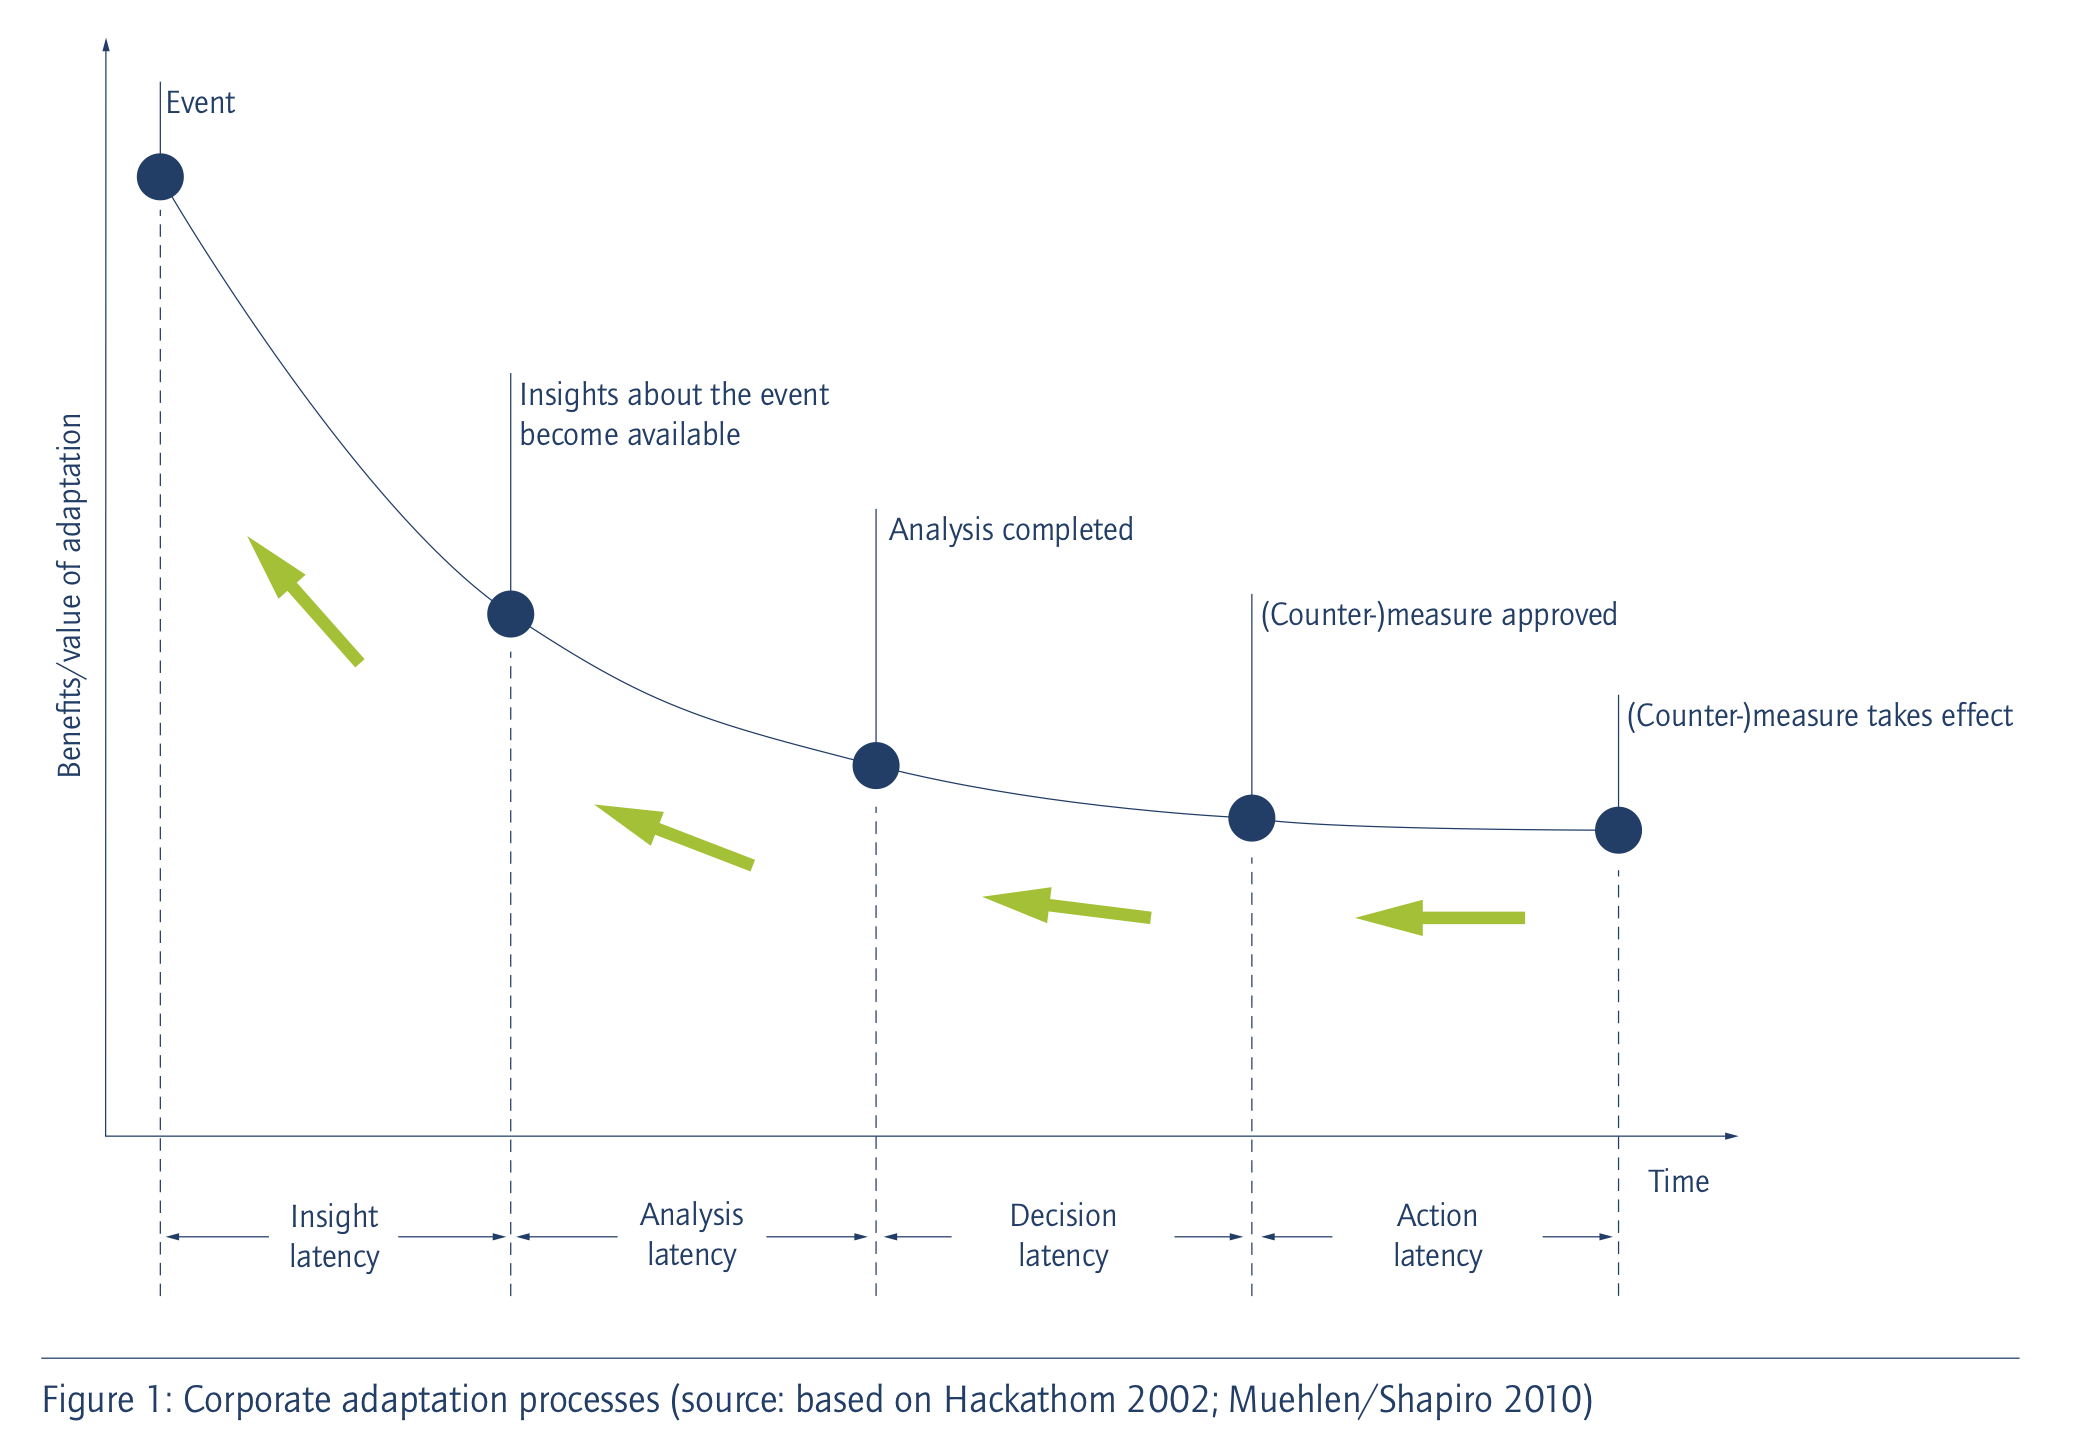 Event
Insights about the event
become available
Analysis completed
(Counter-)measure approved
(Counter-)measure takes effect
Benefits/value of adaptation
Time
Insight
latency
Analysis
latency
Decision
latency
Action
latency
Figure 1: Corporate adaptation processes (source: based on Hackathom 2002; Muehlen/Shapiro 2010)